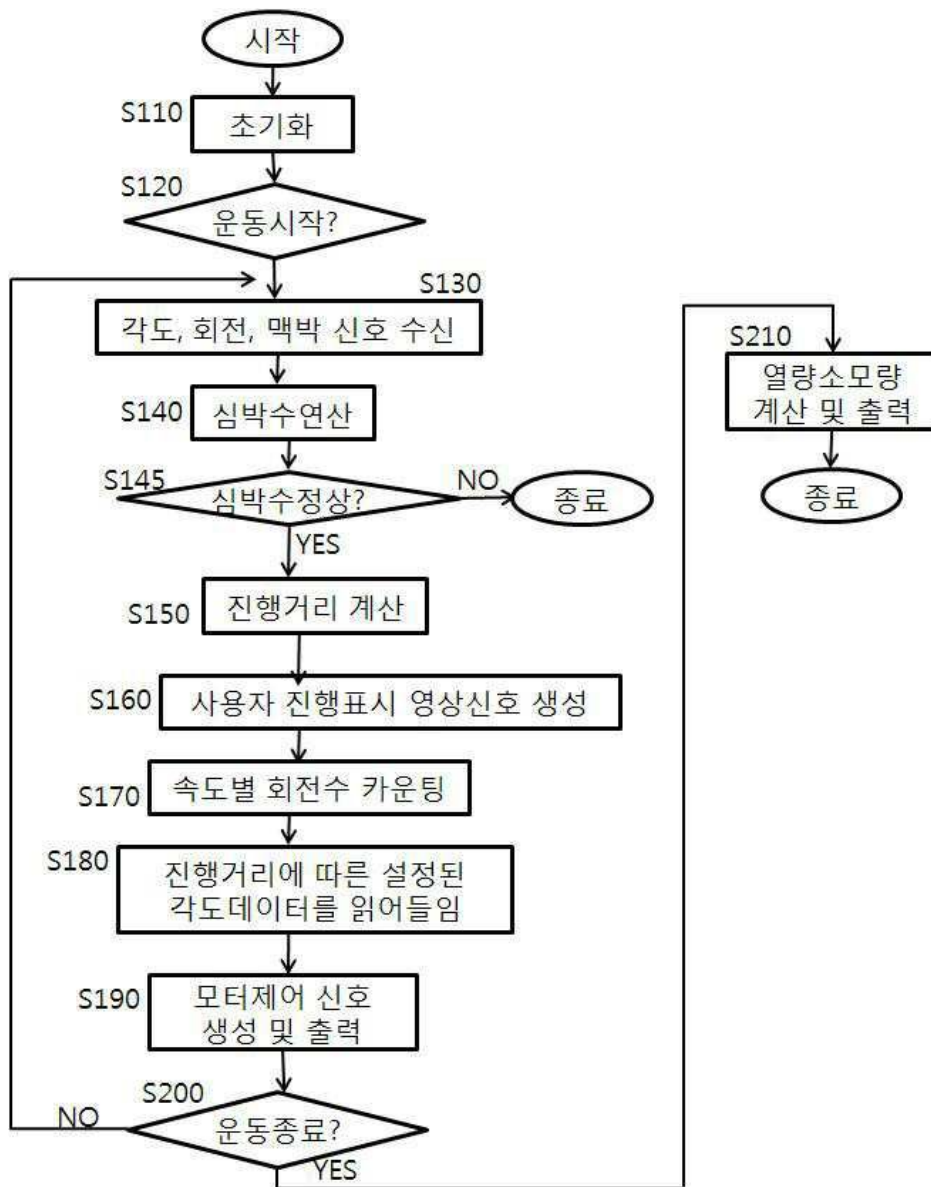 시작
S110
초기화
S120
운동시작?
S130
각도, 회전, 맥박 신호 수신
S140
심박수연산
S145
심박수정상?
NO
종료
YES
S150
진행거리 계산
S160
사용자 진행표시 영상신호 생성
S170
속도별 회전수 카운팅
S180
진행거리에 따른 설정된
각도데이터를 읽어들임
S190
모터제어 신호
생성 및 출력
S200
운동종료?
NO
YES
S210
열량소모량
계산 및 출력
종료